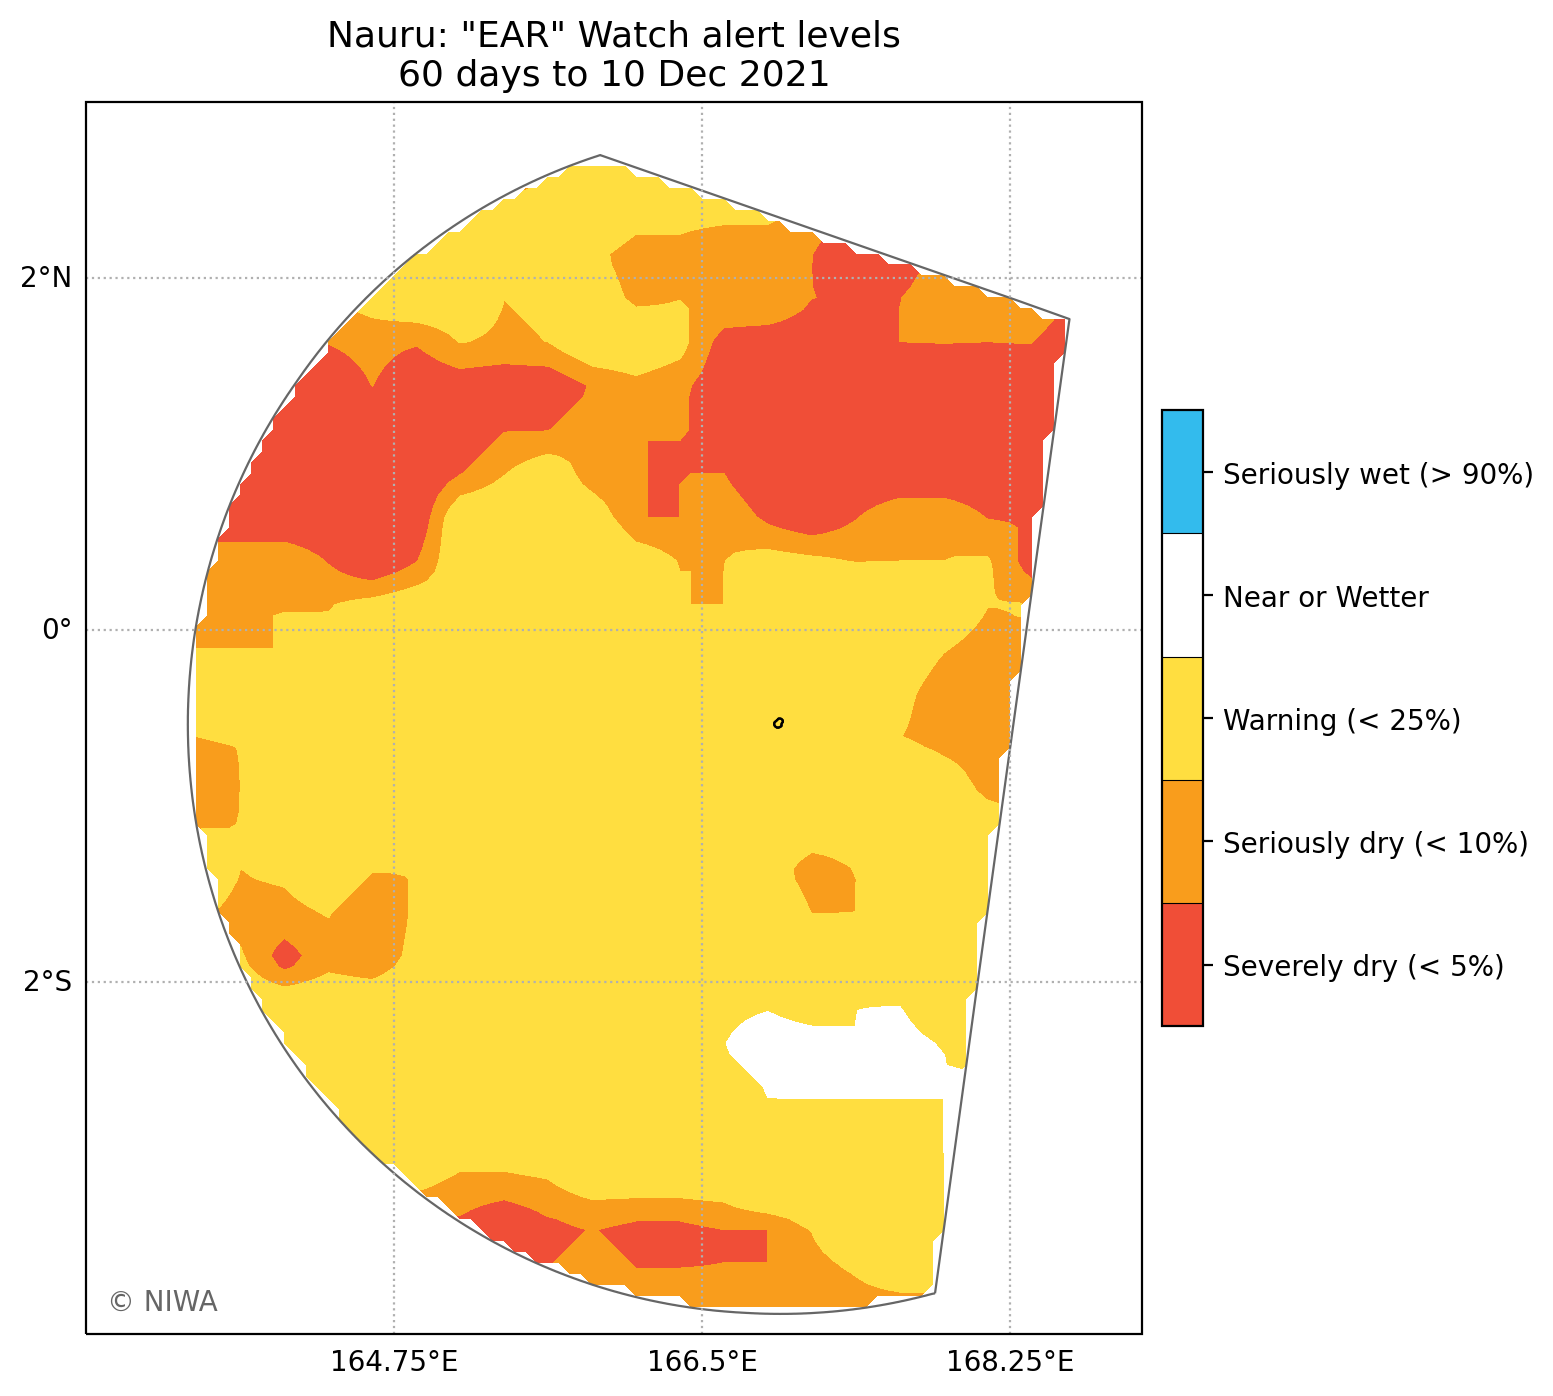 Nauru: "EAR" Watch alert levels
60 days to 10 Dec 2021
2°N
0°
2°S
164.75°E
166.5°E
168.25°E
© NIWA
Seriously wet (> 90%)
Near or Wetter
Warning (< 25%)
Seriously dry (< 10%)
Severely dry (< 5%)